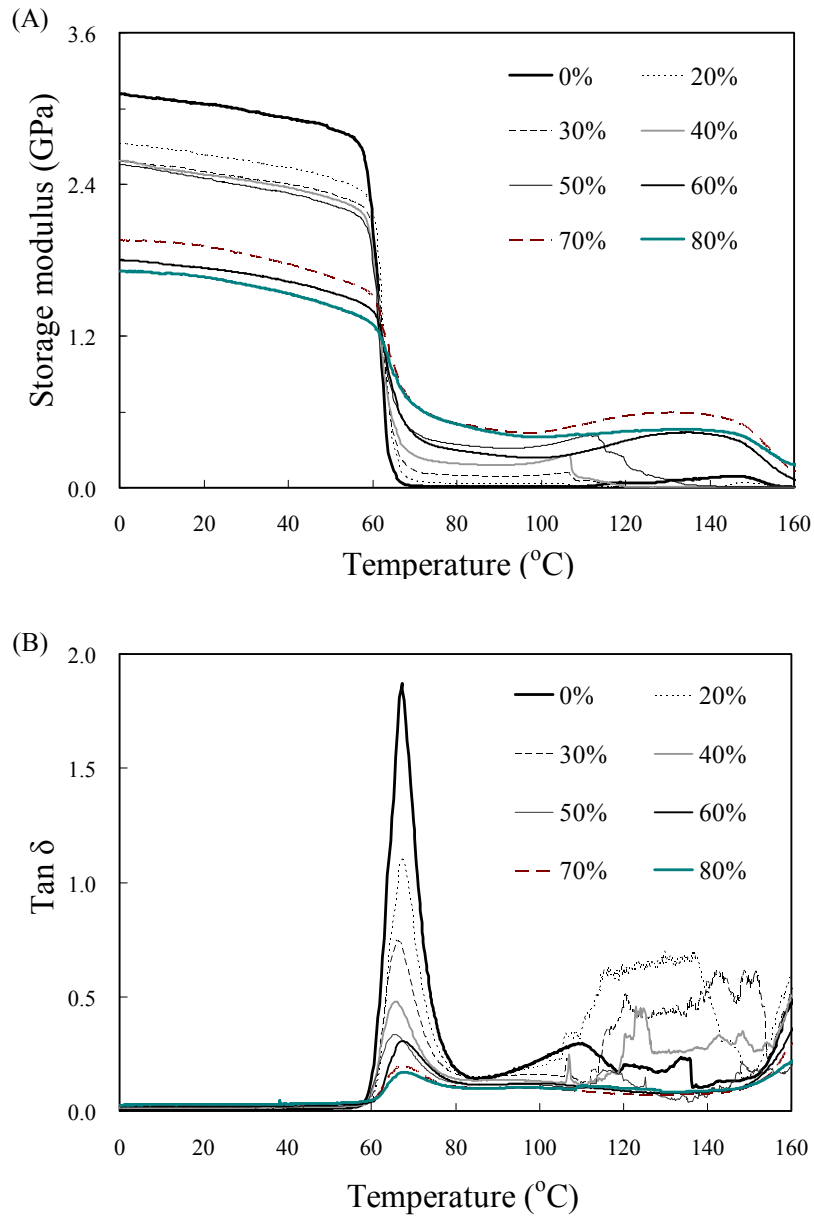 (A)
3.6
2.4
1.2
0.0
Storage modulus (GPa)
0% 20%
30% 40%
50% 60%
70% 80%
0 20 40 60 80 100 120 140 160
Temperature (°C)
(B)
2.0
1.5
1.0
0.5
0.0
Tan δ
0% 20%
30% 40%
50% 60%
70% 80%
0 20 40 60 80 100 120 140 160
Temperature (°C)